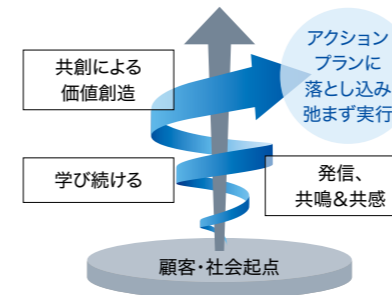 アクション
プランに
落とし込み
弛まず実行
共創による
価値創造
学び続ける
発信、
共鳴&共感
顧客・社会起点